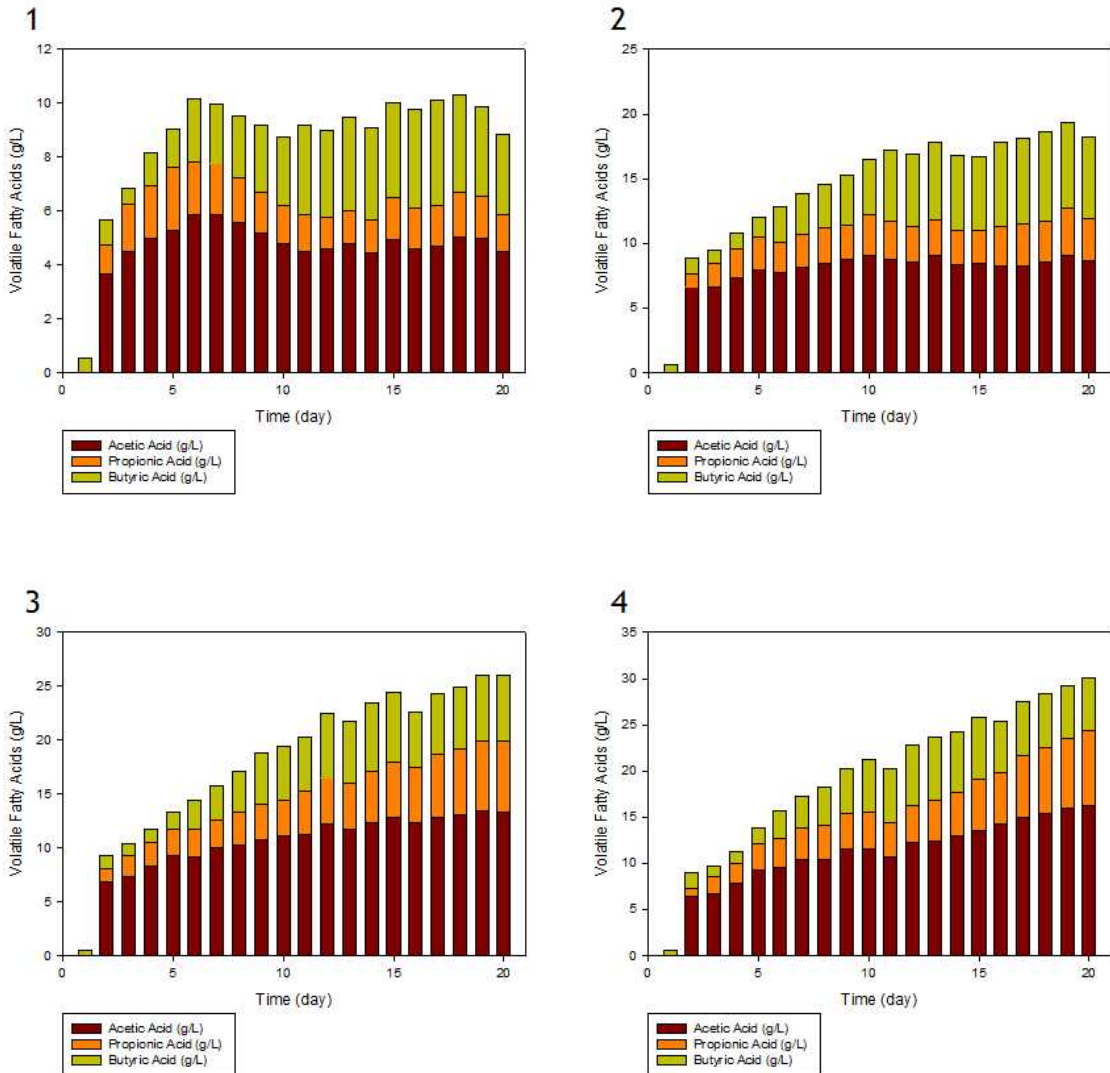 1
12
10
8
6
4
2
0
Volatile Fatty Acids (g/L)
0 5 10 15 20
Time (day)
Acetic Acid (g/L)
Propionic Acid (g/L)
Butyric Acid (g/L)
2
25
20
15
10
5
0
Volatile Fatty Acids (g/L)
0 5 10 15 20
Time (day)
Acetic Acid (g/L)
Propionic Acid (g/L)
Butyric Acid (g/L)
3
30
25
20
15
10
5
0
Volatile Fatty Acids (g/L)
0 5 10 15 20
Time (day)
Acetic Acid (g/L)
Propionic Acid (g/L)
Butyric Acid (g/L)
4
35
30
25
20
15
10
5
0
Volatile Fatty Acids (g/L)
0 5 10 15 20
Time (day)
Acetic Acid (g/L)
Propionic Acid (g/L)
Butyric Acid (g/L)